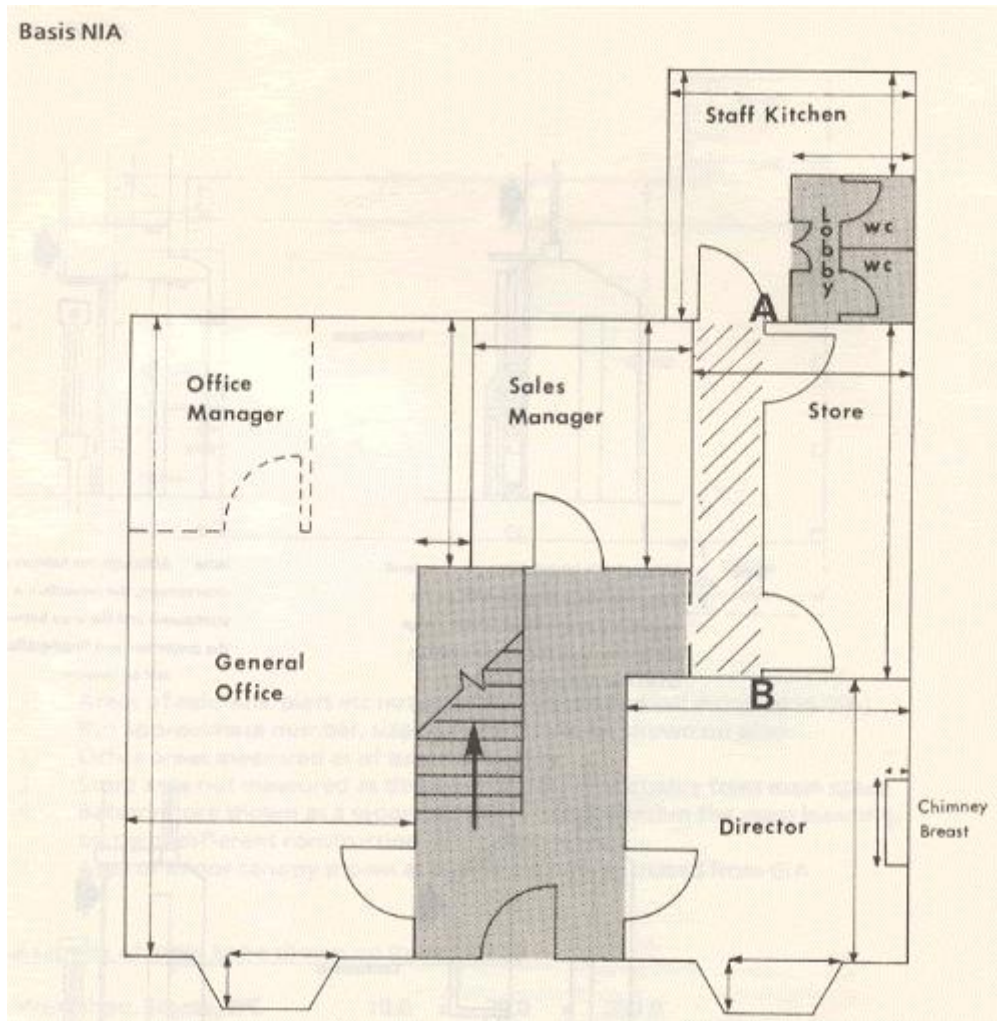 Basis NIA
Staff Kitchen
Lobby
wc
wc
A
Office
Manager
Sales
Manager
Store
General
Office
B
Director
Chimney
Breast